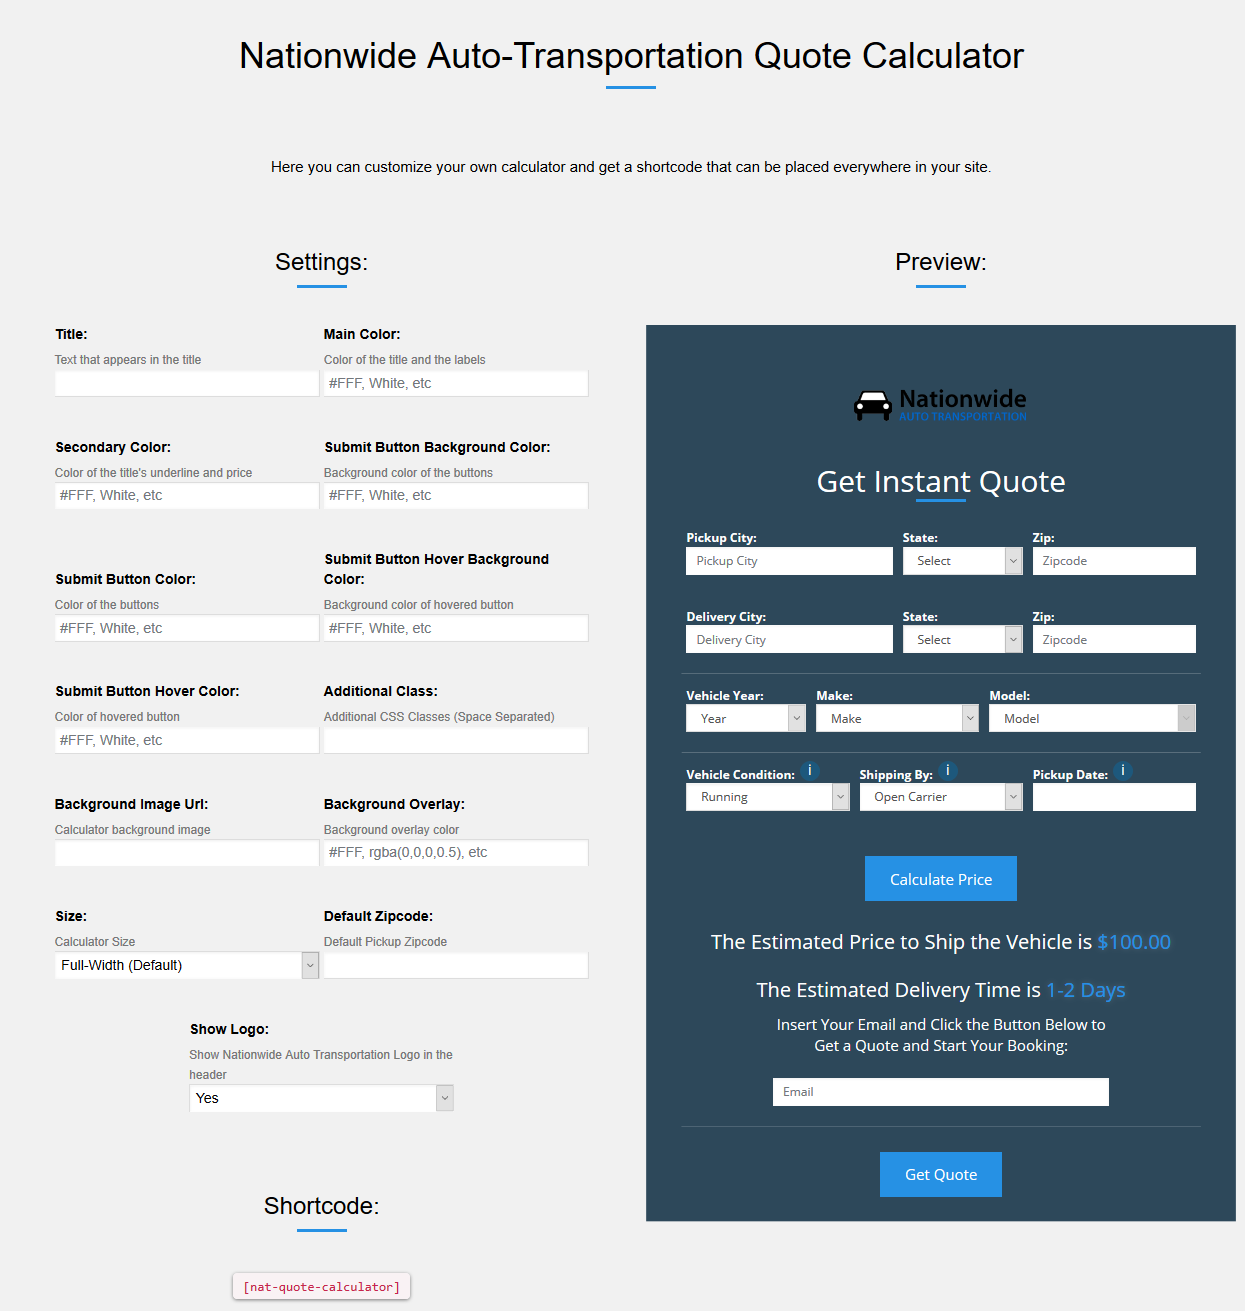 Nationwide Auto-Transportation Quote Calculator
Here you can customize your own calculator and get a shortcode that can be placed everywhere in your site.
Settings:
Title:
Text that appears in the title
Main Color:
Color of the title and the labels
#FFF, White, etc
Secondary Color:
Color of the title's underline and price
#FFF, White, etc
Submit Button Background Color:
Background color of the buttons
#FFF, White, etc
Submit Button Color:
Color of the buttons
#FFF, White, etc
Submit Button Hover Background
Color:
Background color of hovered button
#FFF, White, etc
Submit Button Hover Color:
Color of hovered button
#FFF, White, etc
Additional Class:
Additional CSS Classes (Space Separated)
Background Image Url:
Calculator background image
Background Overlay:
Background overlay color
#FFF, rgba(0,0,0,0.5), etc
Size:
Calculator Size
Full-Width (Default)
Default Zipcode:
Default Pickup Zipcode
Show Logo:
Show Nationwide Auto Transportation Logo in the
header
Yes
Shortcode:
[nat-quote-calculator]
Preview:
Nationwide
AUTO TRANSPORTATION
Get Instant Quote
Pickup City: State: Zip:
Pickup City Select Zipcode
Delivery City: State: Zip:
Delivery City Select Zipcode
Vehicle Year: Make: Model:
Year Make Model
Vehicle Condition: i Shipping By: i Pickup Date: i
Running Open Carrier
Calculate Price
The Estimated Price to Ship the Vehicle is $100.00
The Estimated Delivery Time is 1-2 Days
Insert Your Email and Click the Button Below to
Get a Quote and Start Your Booking:
Email
Get Quote